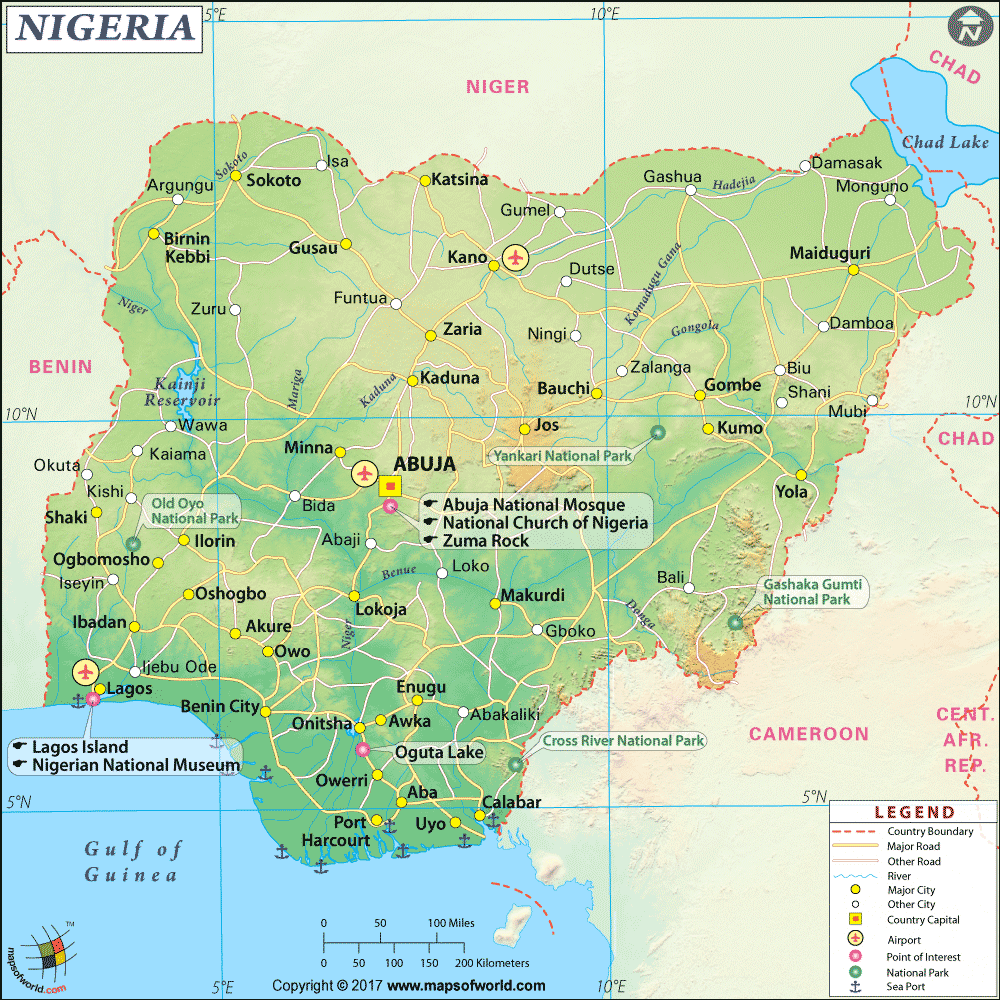 NIGERIA
10°E
N
CHAD
NIGER
Chad Lake
Sokoto
Isa
Damasak
Argungu
Sokoto
Katsina
Gashua
Hadejia
Monguno
Gumel
Birnin
Kebbi
Gusau
Kano
Maiduguri
Dutse
Komadugu Gana
Niger
Zuru
Funtua
Zaria
Ningi
Gongola
Damboa
BENIN
Kainji
Reservoir
Mariga
Kaduna
Kaduna
Bauchi
Zalanga
Gombe
Biu
Shani
10°N
Mubi
10°N
Wawa
Jos
Kumo
CHAD
Minna
Kaiama
Yankari National Park
Okuta
ABUJA
Kishi
Bida
Yola
Old Oyo
National Park
Abuja National Mosque
National Church of Nigeria
Zuma Rock
Shaki
Ilorin
Abaji
Ogbomosho
Iseyin
Benue
Loko
Bali
Gashaka Gumti
National Park
Oshogbo
Lokoja
Makurdi
Donga
Ibadan
Akure
Niger
Gboko
Owo
Ijebu Ode
Lagos
Enugu
Benin City
Onitsha
Awka
Abakaliki
CENT.
AFR.
REP.
CAMEROON
Lagos Island
Nigerian National Museum
Oguta Lake
Cross River National Park
Owerri
Aba
Calabar
5°N
5°N
Port
Harcourt
Uyo
Gulf of
Guinea
LEGEND
Country Boundary
Major Road
Other Road
River
Major City
Other City
Country Capital
Airport
Point of Interest
National Park
Sea Port
0 50 100 Miles
0 50 100 150 200 Kilometers
TM
mapsofworld.com
5°E
Copyright © 2017 www.mapsofworld.com
10°E